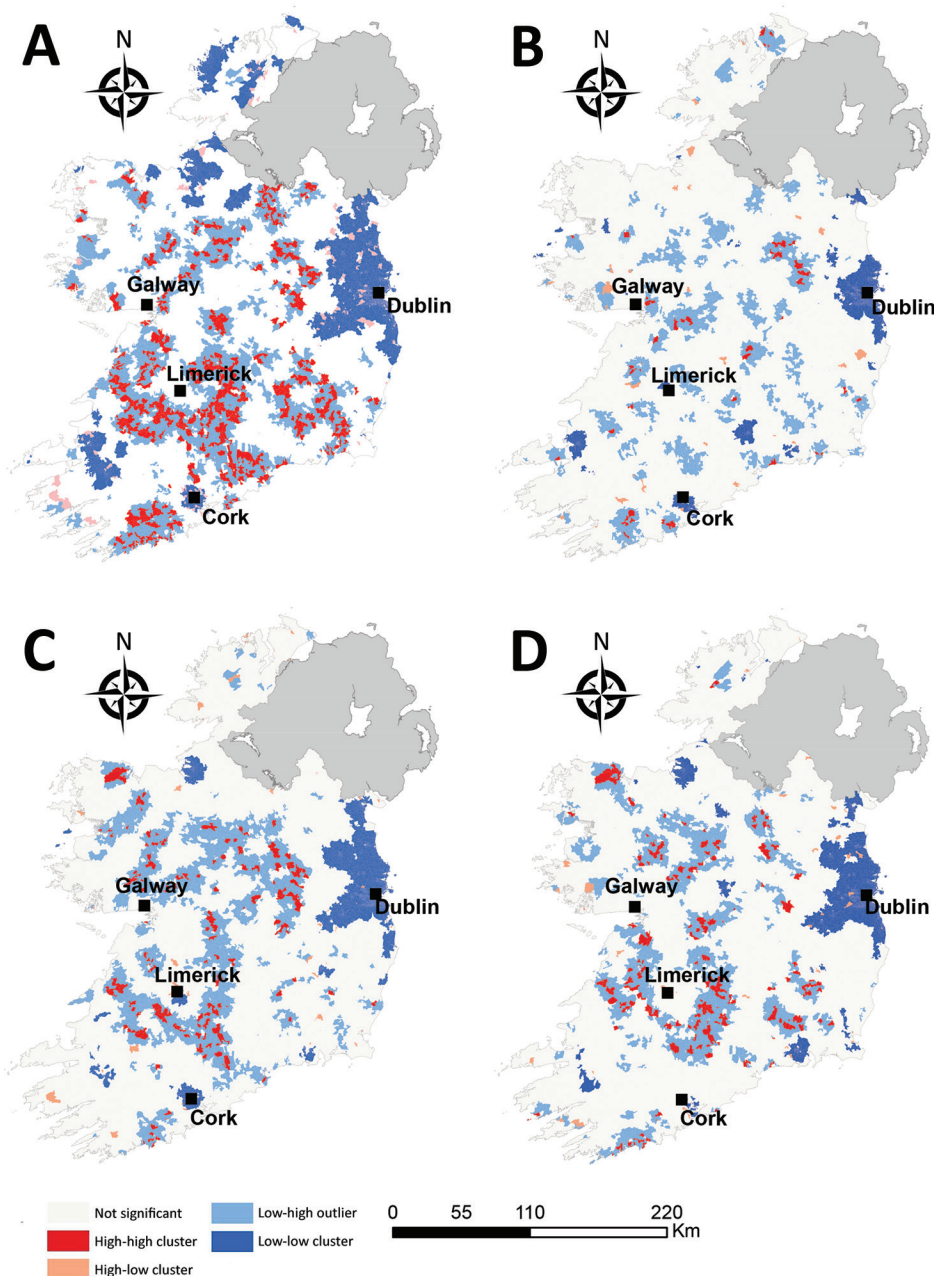 A
N
Galway
Dublin
Limerick
Cork
B
N
Galway
Dublin
Limerick
Cork
C
N
Galway
Dublin
Limerick
Cork
D
N
Galway
Dublin
Limerick
Cork
Not significant
High-high cluster
High-low cluster
Low-high outlier
Low-low cluster
0 55 110 220
Km